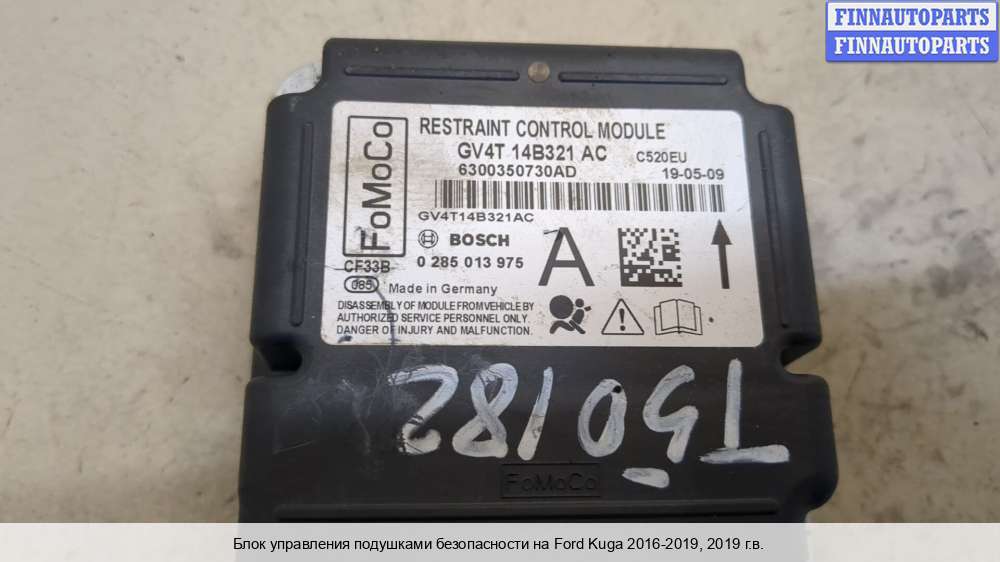 FINNAUTOPARTS
FINNAUTOPARTS
FoMoCo
RESTRAINT CONTROL MODULE
GV4T 14B321 AC C520EU
6300350730AD 19-05-09
GV4T14B321AC
BOSCH
0 285 013 975
A
CF33B
085
Made in Germany
DISASSEMBLY OF MODULE FROM VEHICLE BY
AUTHORIZED SERVICE PERSONNEL ONLY.
DANGER OF INJURY AND MALFUNCTION.
T50182
FoMoCo
Блок управления подушками безопасности на Ford Kuga 2016-2019, 2019 г.в.